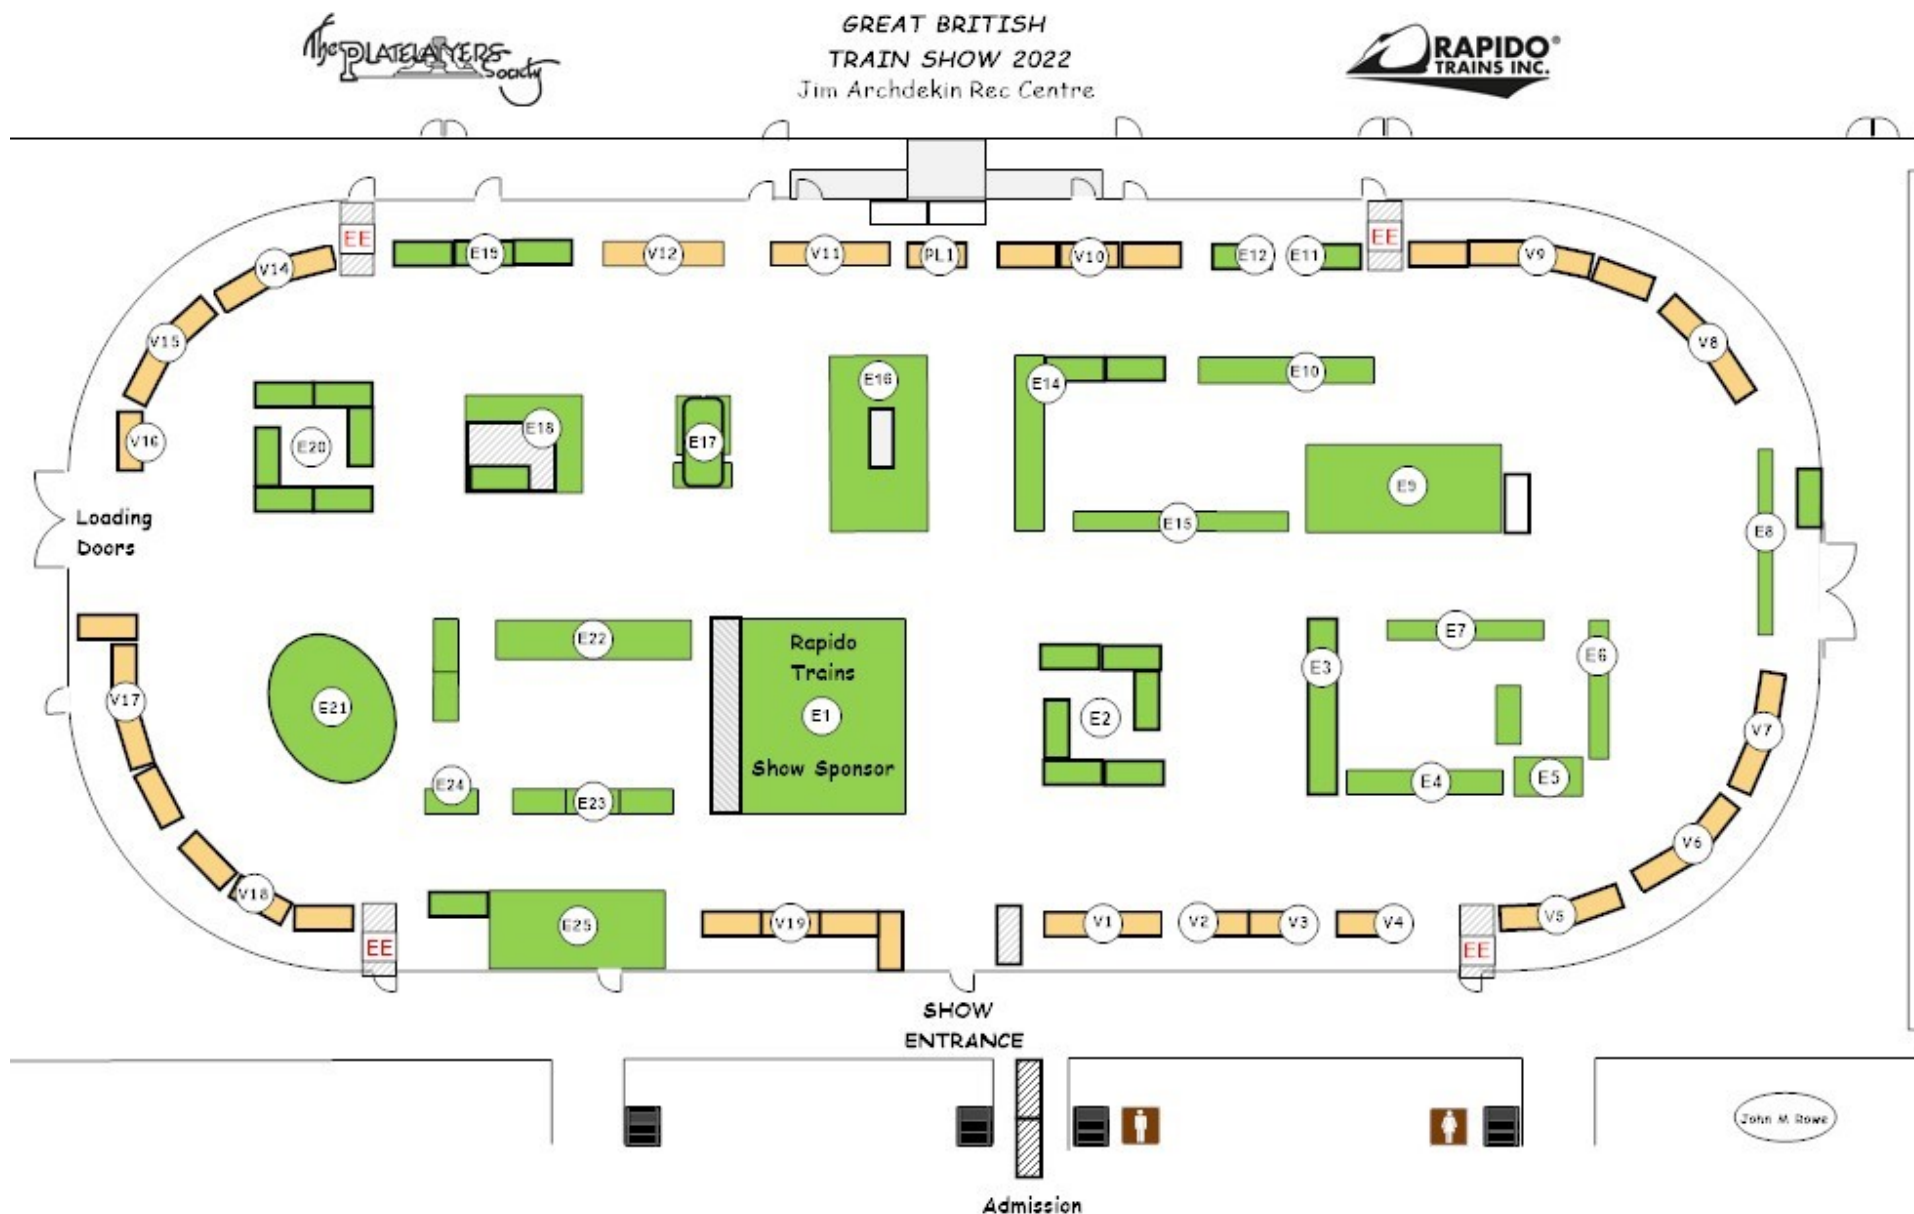 The PLATELAYERS Society
GREAT BRITISH
TRAIN SHOW 2022
Jim Archdekin Rec Centre
RAPIDO®
TRAINS INC.
EE
E19
V12
V11
PL1
V10
E12
E11
EE
V9
V14
V15
V8
V16
E20
E18
E17
E16
E14
E10
E9
E15
E8
Loading
Doors
V17
E21
E22
Rapido
Trains
E1
Show Sponsor
E2
E3
E7
E6
V7
E24
E23
E4
E5
V6
V18
EE
E25
V19
V1
V2
V3
V4
EE
V5
SHOW
ENTRANCE
Admission
John M Rowe